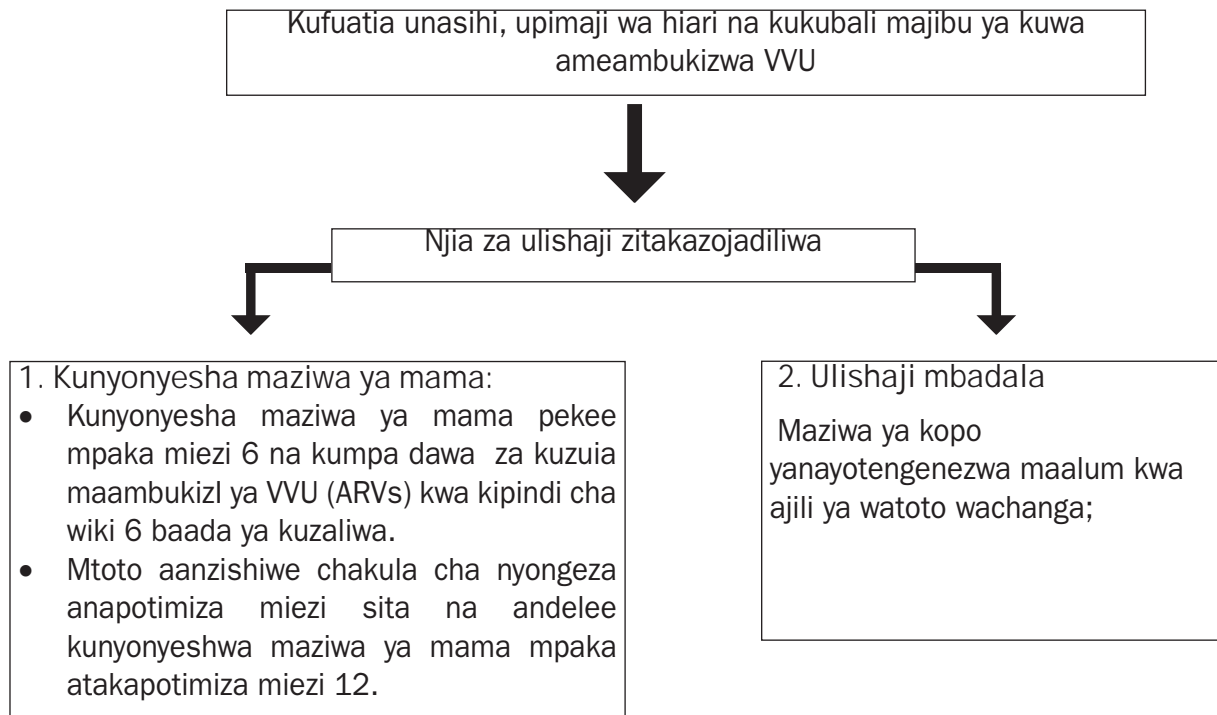 Kufuatia unasihi, upimaji wa hiari na kukubali majibu ya kuwa
ameambukizwa VVU
Njia za ulishaji zitakazojadiliwa
1. Kunyonyesha maziwa ya mama:
• Kunyonyesha maziwa ya mama pekee
mpaka miezi 6 na kumpa dawa za kuzuia
maambukizI ya VVU (ARVs) kwa kipindi cha
wiki 6 baada ya kuzaliwa.
• Mtoto aanzishiwe chakula cha nyongeza
anapotimiza miezi sita na andelee
kunyonyeshwa maziwa ya mama mpaka
atakapotimiza miezi 12.
2. Ulishaji mbadala
Maziwa ya kopo
yanayotengenezwa maalum kwa
ajili ya watoto wachanga;